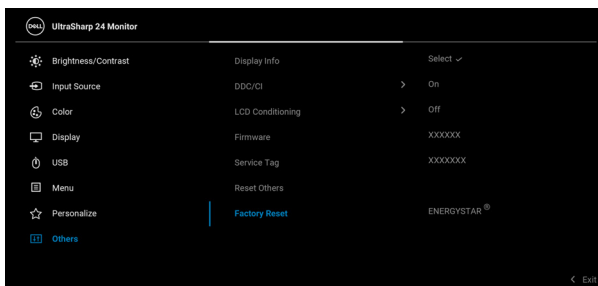 DELL UltraSharp 24 Monitor
Brightness/Contrast Display Info Select ✓
Input Source DDC/CI > On
Color LCD Conditioning > Off
Display Firmware XXXXXX
USB Service Tag XXXXXXX
Menu Reset Others
Personalize Factory Reset ENERGYSTAR ®
Others
< Exit